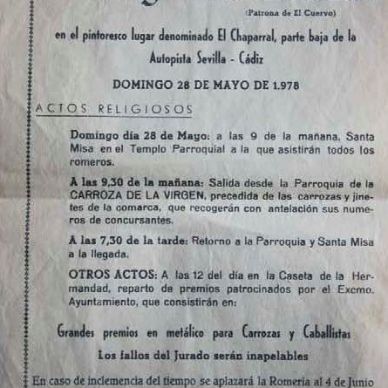 (Patrona de El Cuervo)
en el pintoresco lugar denominado El Chaparral, parte baja de la
Autopista Sevilla - Cádiz
DOMINGO 28 DE MAYO DE 1.978
ACTOS RELIGIOSOS
Domingo día 28 de Mayo: a las 9 de la mañana, Santa
Misa en el Templo Parroquial a la que asistirán todos los
romeros.
A las 9,30 de la mañana: Salida desde la Parroquia de la
CARROZA DE LA VIRGEN, precedida de las carrozas y jine-
tes de la comarca, que recogerán con antelación sus nume-
ros de concursantes.
A las 7,30 de la tarde: Retorno a la Parroquia y Santa Misa
a la llegada.
OTROS ACTOS: A las 12 del día en la Caseta de la Her-
mandad, reparto de premios patrocinados por el Excmo.
Ayuntamiento, que consistirán en:
Grandes premios en metálico para Carrozas y Caballistas
Los fallos del Jurado serán inapelables
En caso de inclemencia del tiempo se aplazará la Romería al 4 de Junio